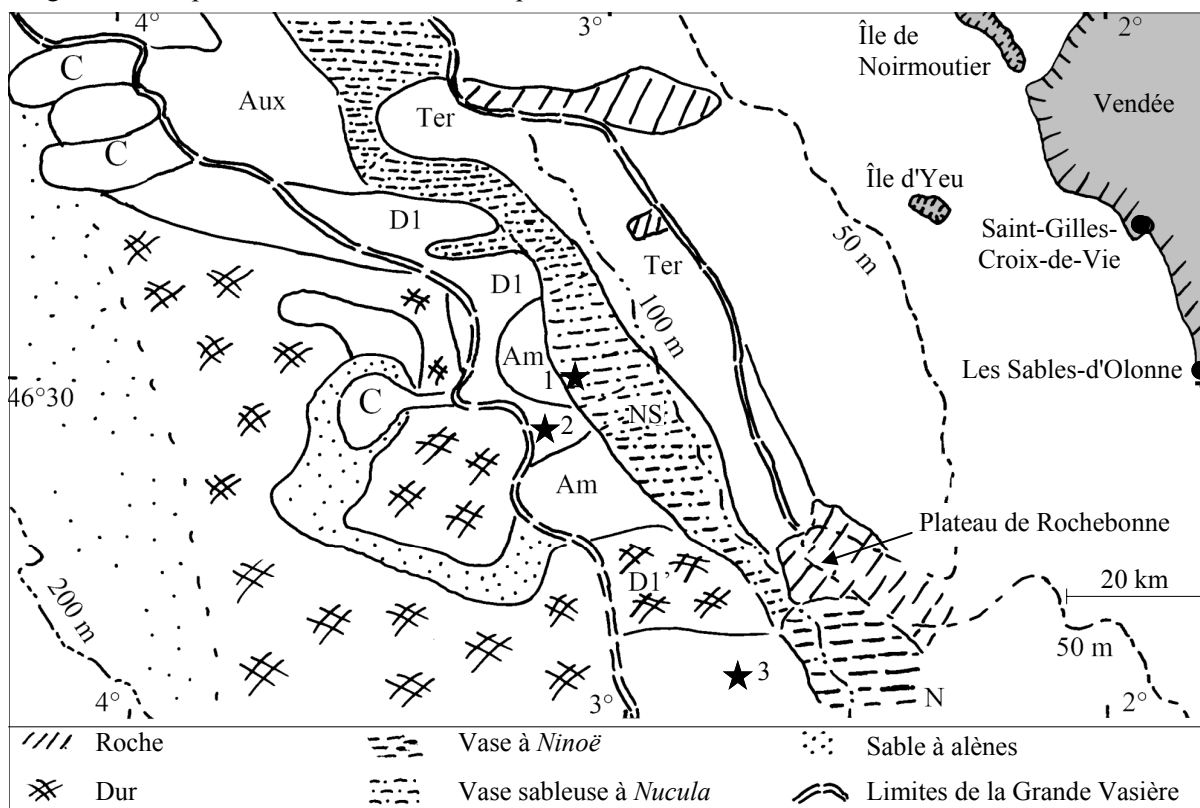 4°
3°
2°
Île de
Noirmoutier
Vendée
C
Aux
Ter
C
Île d'Yeu
D1
Saint-Gilles-
Croix-de-Vie
Ter
50 m
D1
100 m
Am
1
Les Sables-d'Olonne
46°30
C
NS
2
Am
Plateau de Rochebonne
D1'
20 km
200 m
3
50 m
4°
3°
N
2°
Roche
Vase à Ninoë
Sable à alènes
Dur
Vase sableuse à Nucula
Limites de la Grande Vasière